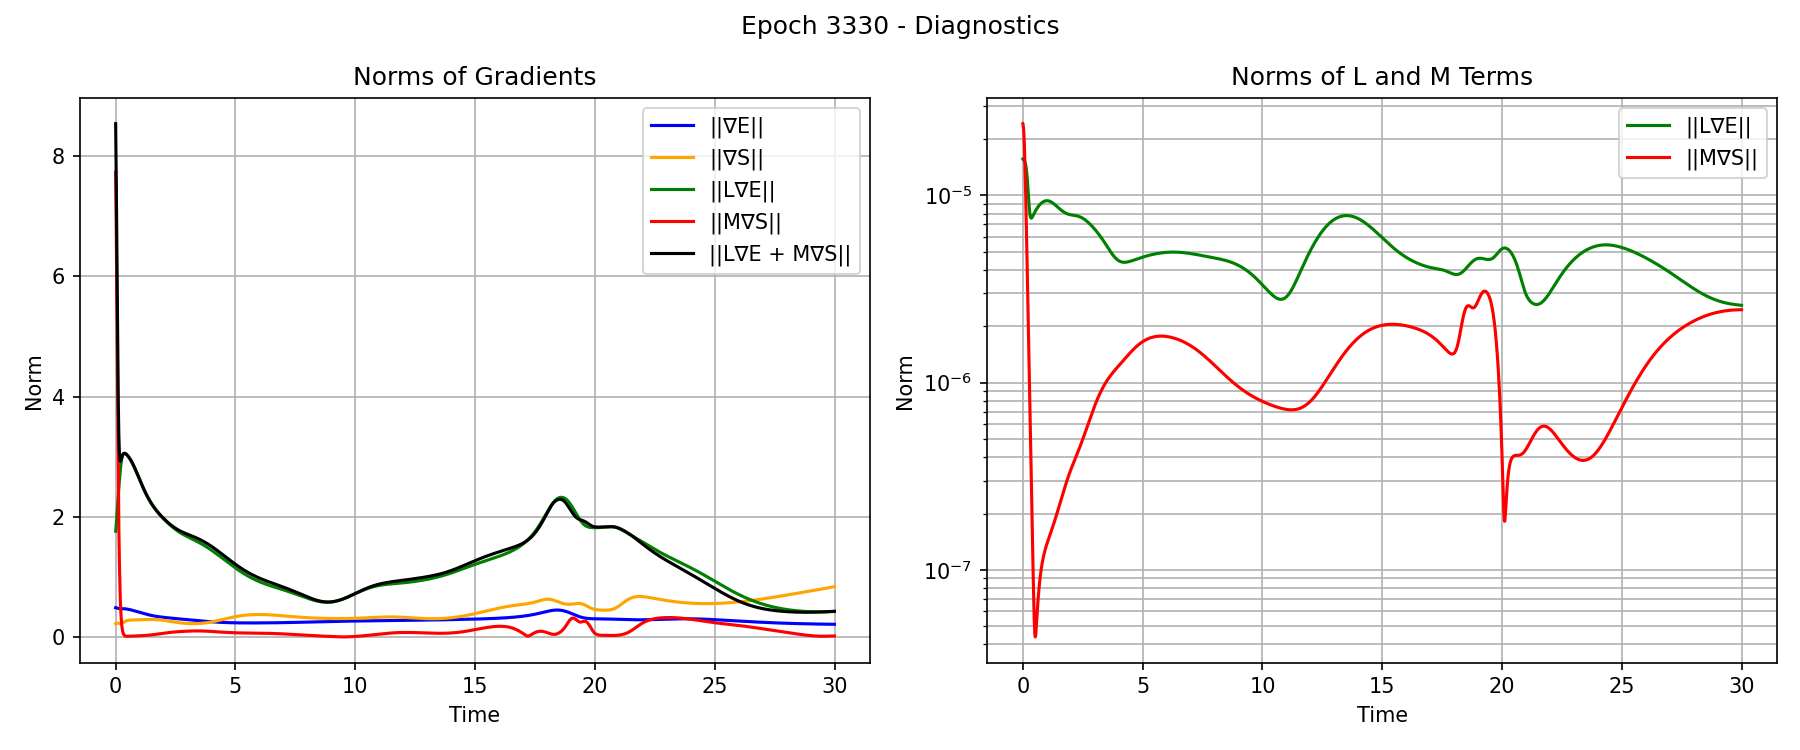 Epoch 3330 - Diagnostics
Norms of Gradients
Norm
8
6
4
2
0
0 5 10 15 20 25 30
Time
||∇E||
||∇S||
||L∇E||
||M∇S||
||L∇E + M∇S||
Norms of L and M Terms
Norm
10⁻⁵
10⁻⁶
10⁻⁷
0 5 10 15 20 25 30
Time
||L∇E||
||M∇S||